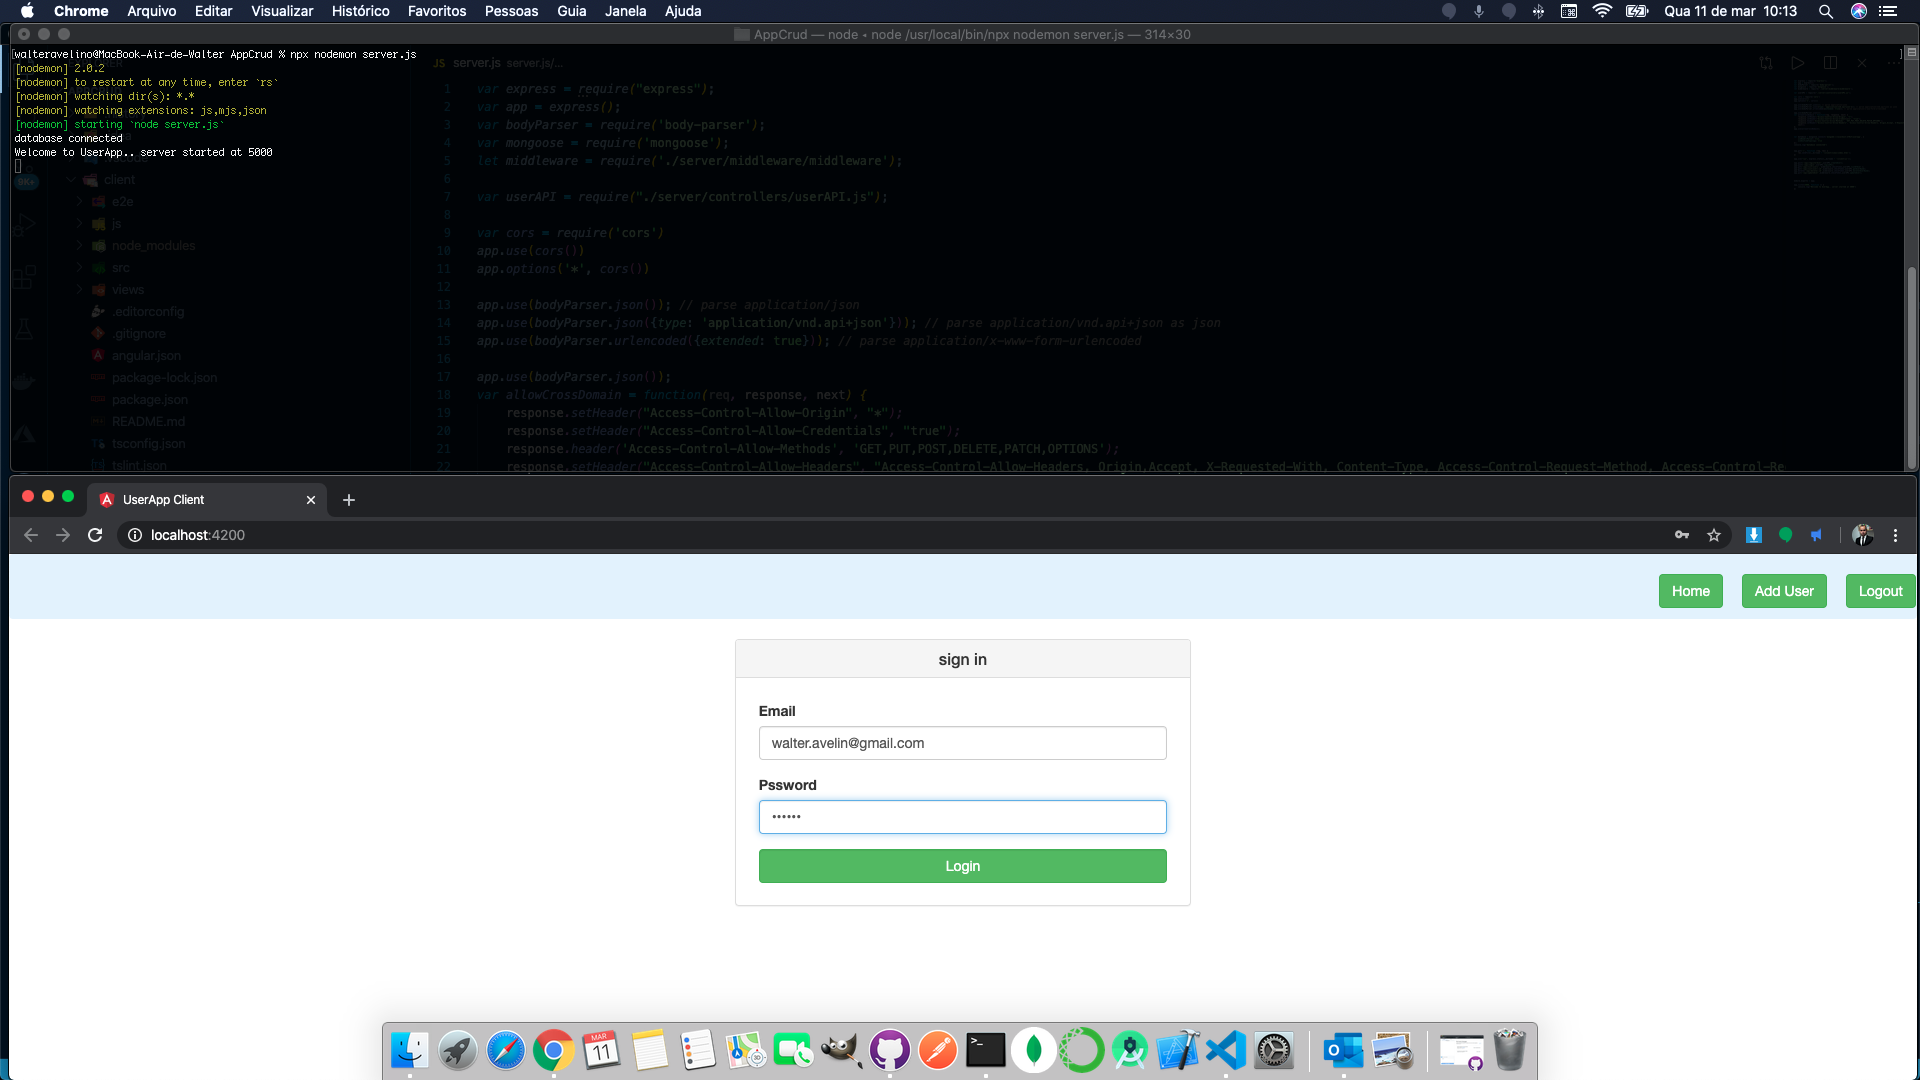 Chrome Arquivo Editar Visualizar Histórico Favoritos Pessoas Guia Janela Ajuda
Qua 11 de mar 10:13
AppCrud — node • node /usr/local/bin/npx nodemon server.js — 314×30
[walteravelino@MacBook-Air-de-Walter AppCrud % npx nodemon server.js ]
[nodemon] 2.0.2
[nodemon] to restart at any time, enter `rs`
[nodemon] watching dir(s): *.*
[nodemon] watching extensions: js,mjs,json
[nodemon] starting `node server.js`
database connected
Welcome to UserApp.. server started at 5000
9K+
client
e2e
js
node_modules
src
views
.editorconfig
.gitignore
angular.json
package-lock.json
package.json
README.md
tsconfig.json
tslint.json
JS server.js server.js/...
1 var express = require("express");
2 var app = express();
3 var bodyParser = require('body-parser');
4 var mongoose = require('mongoose');
5 let middleware = require('./server/middleware/middleware');
6
7 var userAPI = require("./server/controllers/userAPI.js");
8
9 var cors = require('cors')
10 app.use(cors())
11 app.options('*', cors())
12
13 app.use(bodyParser.json()); // parse application/json
14 app.use(bodyParser.json({type: 'application/vnd.api+json'})); // parse application/vnd.api+json as json
15 app.use(bodyParser.urlencoded({extended: true})); // parse application/x-www-form-urlencoded
16
17 app.use(bodyParser.json());
18 var allowCrossDomain = function(req, response, next) {
19 response.setHeader("Access-Control-Allow-Origin", "*");
20 response.setHeader("Access-Control-Allow-Credentials", "true");
21 response.header('Access-Control-Allow-Methods', 'GET,PUT,POST,DELETE,PATCH,OPTIONS');
22 response.setHeader("Access-Control-Allow-Headers", "Access-Control-Allow-Headers, Origin,Accept, X-Requested-With, Content-Type, Access-Control-Request-Method, Access-Control-Re
UserApp Client
localhost:4200
Home Add User Logout
sign in
Email
walter.avelin@gmail.com
Pssword
••••••
Login
MAR
11